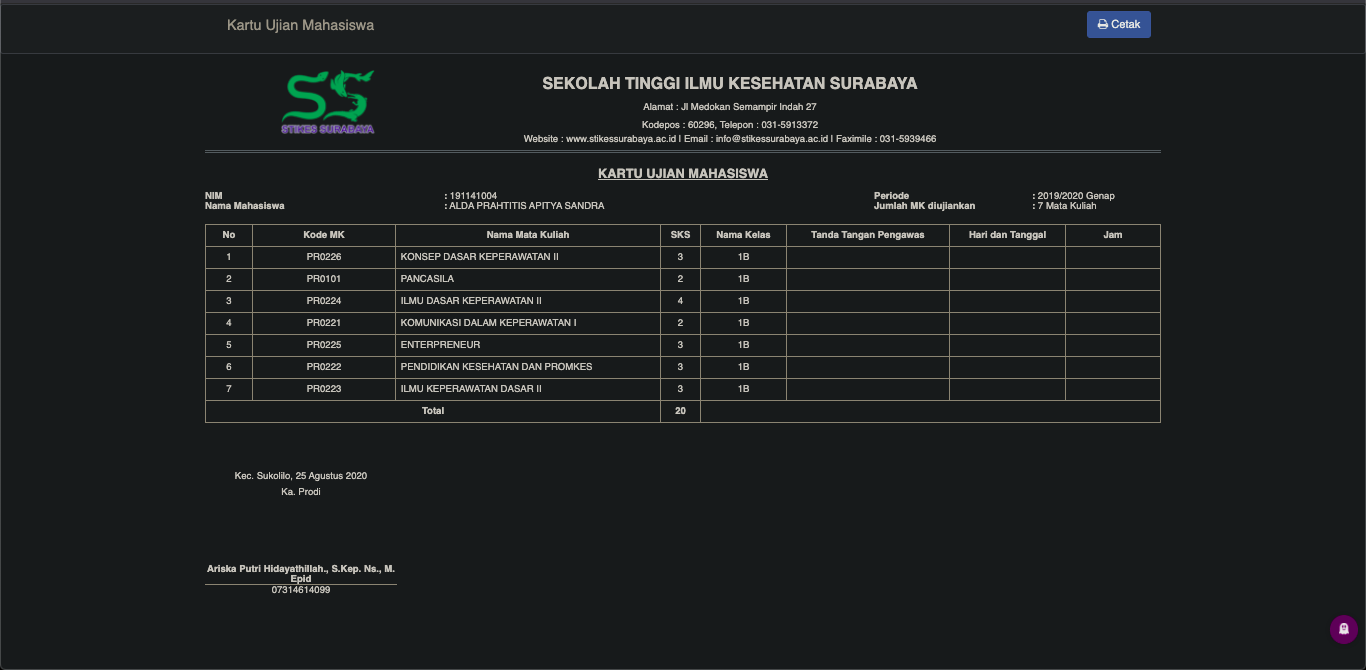 Kartu Ujian Mahasiswa
Cetak
STIKES SURABAYA
SEKOLAH TINGGI ILMU KESEHATAN SURABAYA
Alamat : Jl Medokan Semampir Indah 27
Kodepos : 60296, Telepon : 031-5913372
Website : www.stikessurabaya.ac.id I Email : info@stikessurabaya.ac.id I Faximile : 031-5939466
KARTU UJIAN MAHASISWA
NIM : 191141004 Periode : 2019/2020 Genap
Nama Mahasiswa : ALDA PRAHTITIS APITYA SANDRA Jumlah MK diujiankan : 7 Mata Kuliah
No Kode MK Nama Mata Kuliah SKS Nama Kelas Tanda Tangan Pengawas Hari dan Tanggal Jam
1 PR0226 KONSEP DASAR KEPERAWATAN II 3 1B
2 PR0101 PANCASILA 2 1B
3 PR0224 ILMU DASAR KEPERAWATAN II 4 1B
4 PR0221 KOMUNIKASI DALAM KEPERAWATAN I 2 1B
5 PR0225 ENTERPRENEUR 3 1B
6 PR0222 PENDIDIKAN KESEHATAN DAN PROMKES 3 1B
7 PR0223 ILMU KEPERAWATAN DASAR II 3 1B
Total 20
Kec. Sukolilo, 25 Agustus 2020
Ka. Prodi
Ariska Putri Hidayathillah., S.Kep. Ns., M.
Epid
07314614099